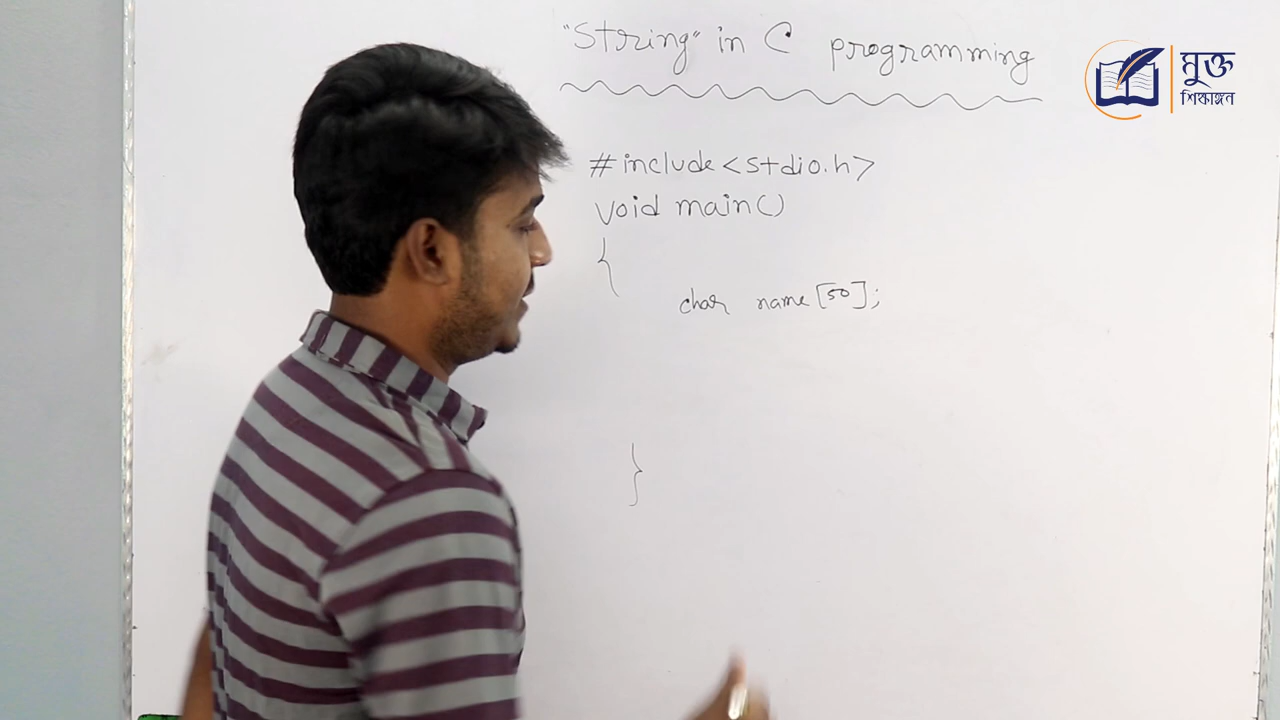 "String" in C programming
#include<stdio.h>
void main()
{
char name[50];
}
মুক্ত
শিক্ষাঙ্গন